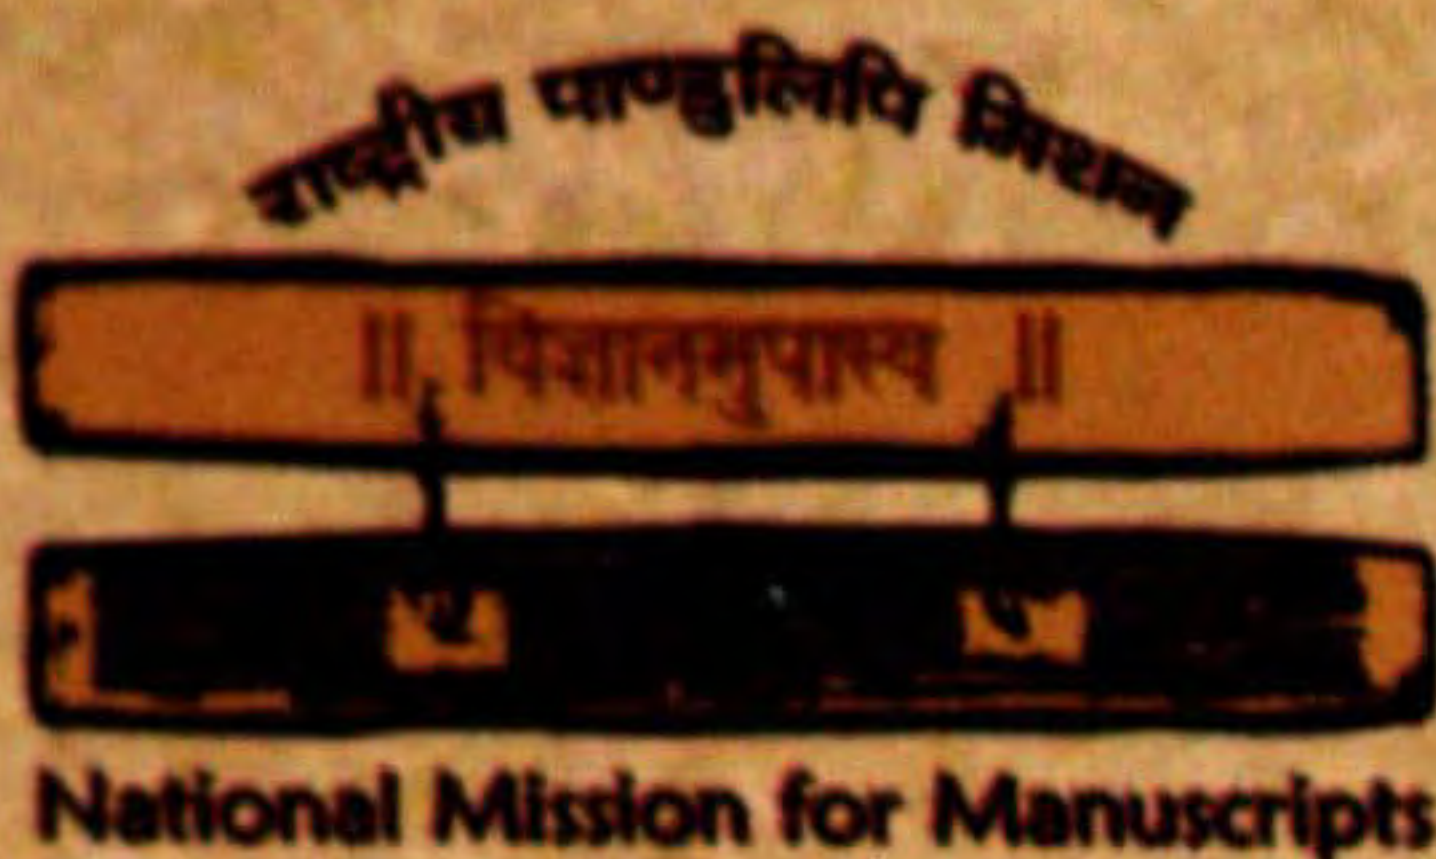 राष्ट्रीय पाण्डुलिपि मिशन
॥ विज्ञानमुपास्य ॥
National Mission for Manuscripts